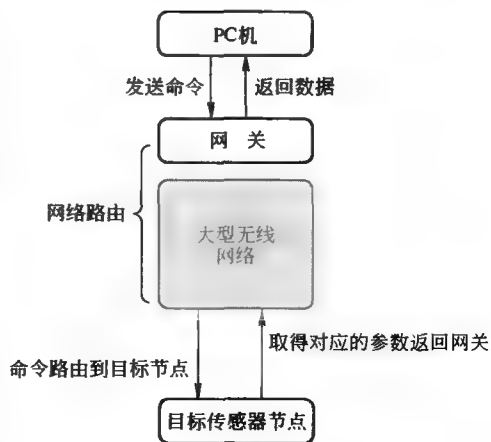 PC机
发送命令
返回数据
网 关
网络路由
大型无线
网络
取得对应的参数返回网关
命令路由到目标节点
目标传感器节点